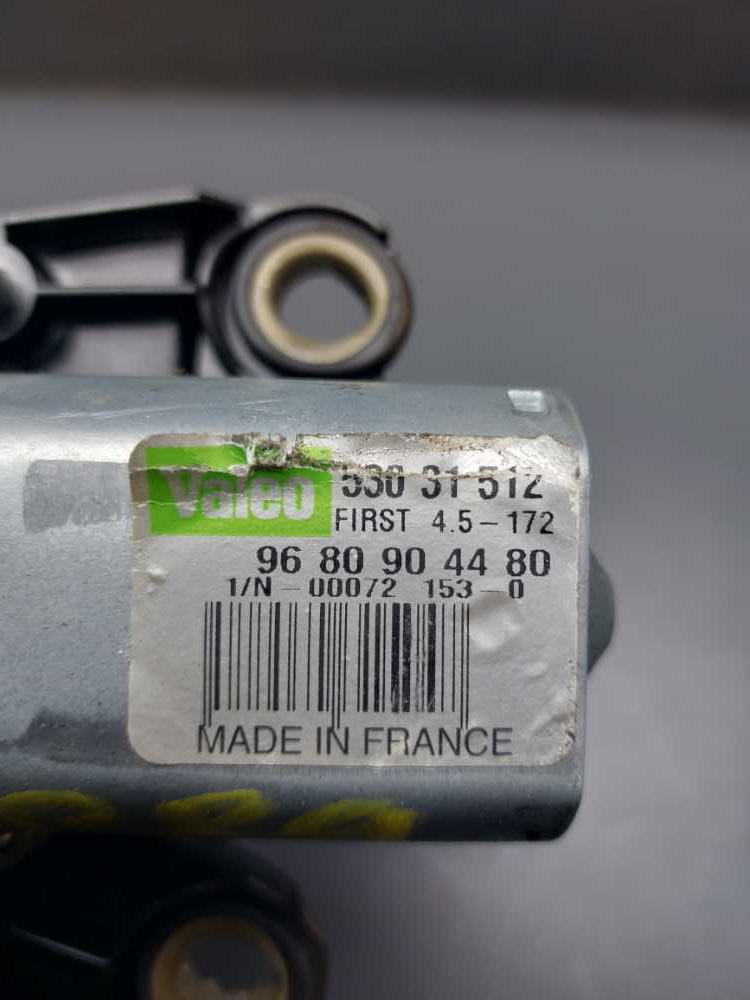 Valeo
530 31 512
FIRST 4.5-172
96 80 90 44 80
1/N-00072 153-0
MADE IN FRANCE